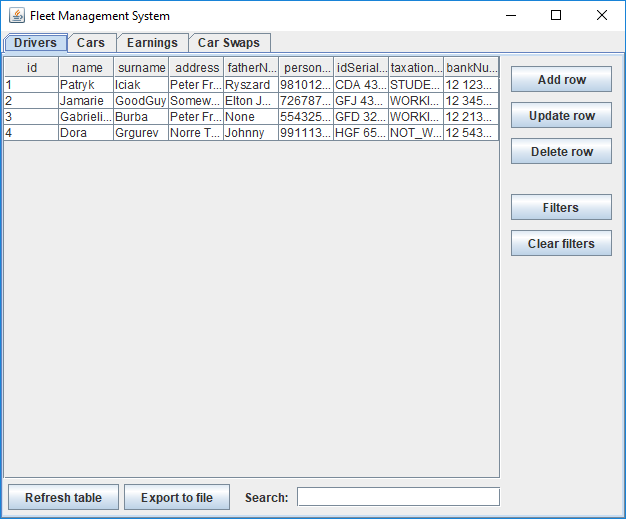 Fleet Management System
Drivers Cars Earnings Car Swaps
id name surname address fatherN... person... idSerial... taxation... bankNu...
1 Patryk Iciak Peter Fr... Ryszard 981012... CDA 43... STUDE... 12 123...
2 Jamarie GoodGuy Somew... Elton J... 726787... GFJ 43... WORKI... 12 345...
3 Gabrieli... Burba Peter Fr... None 554325... GFD 32... WORKI... 12 213...
4 Dora Grgurev Norre T... Johnny 991113... HGF 65... NOT_W... 12 543...
Add row
Update row
Delete row
Filters
Clear filters
Refresh table Export to file Search: